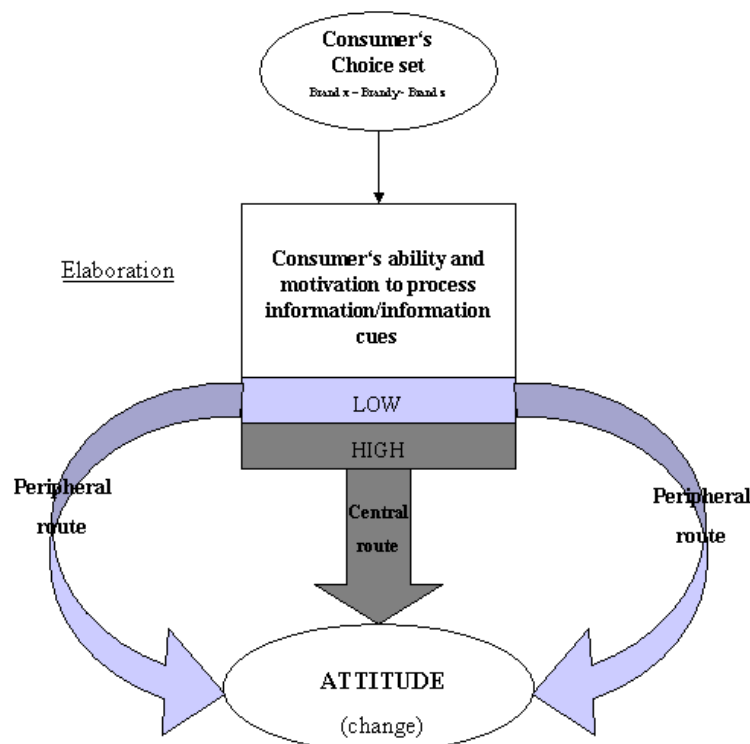 Consumer‘s
Choice set
Brand x – Brand y- Brand s
Elaboration
Consumer‘s ability and
motivation to process
information/information
cues
LOW
HIGH
Peripheral
route
Central
route
Peripheral
route
ATTITUDE
(change)